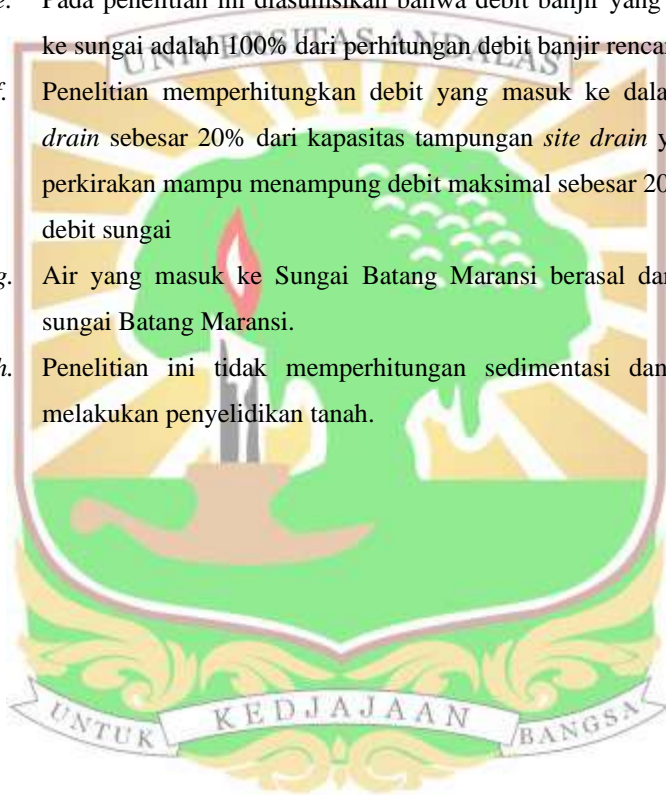 e. Pada penelitian ini diasumsikan bahwa debit banjir yang
ke sungai adalah 100% dari perhitungan debit banjir rencan
UNIVERSITAS ANDALAS
f. Penelitian memperhitungkan debit yang masuk ke dala
drain sebesar 20% dari kapasitas tampungan site drain y
perkirakan mampu menampung debit maksimal sebesar 20
debit sungai
g. Air yang masuk ke Sungai Batang Maransi berasal dar
sungai Batang Maransi.
h. Penelitian ini tidak memperhitungan sedimentasi dan
melakukan penyelidikan tanah.
UNTUK KEDJAJAAN BANGSA